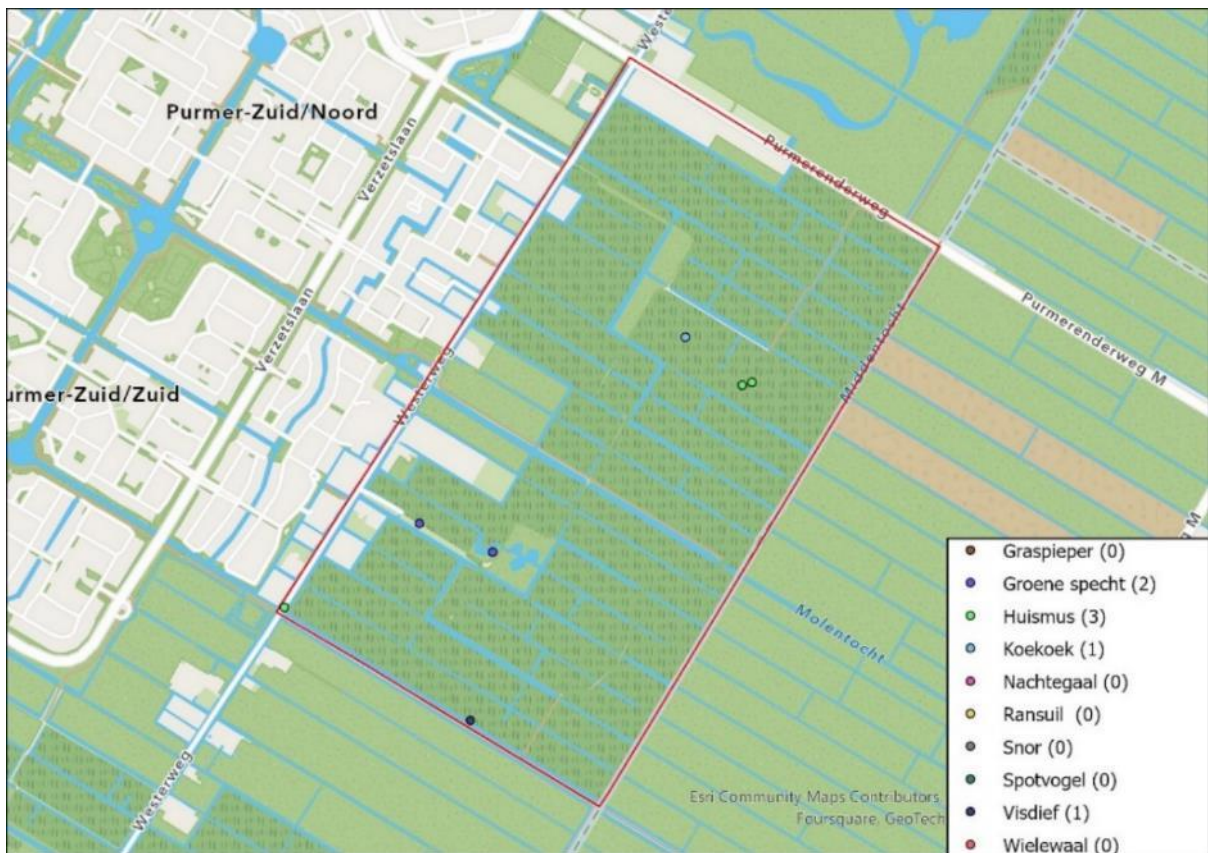 Weste
Purmer-Zuid/Noord
Verzetslaan
Purmerenderweg
Verzetslaan
Purmerenderweg M
Middentocht
Westerweg
urmer-Zuid/Zuid
Molentocht
g M
Westerweg
Esri Community Maps Contributors
Foursquare, GeoTech
Graspieper (0)
Groene specht (2)
Huismus (3)
Koekoek (1)
Nachtegaal (0)
Ransuil (0)
Snor (0)
Spotvogel (0)
Visdief (1)
Wielewaal (0)